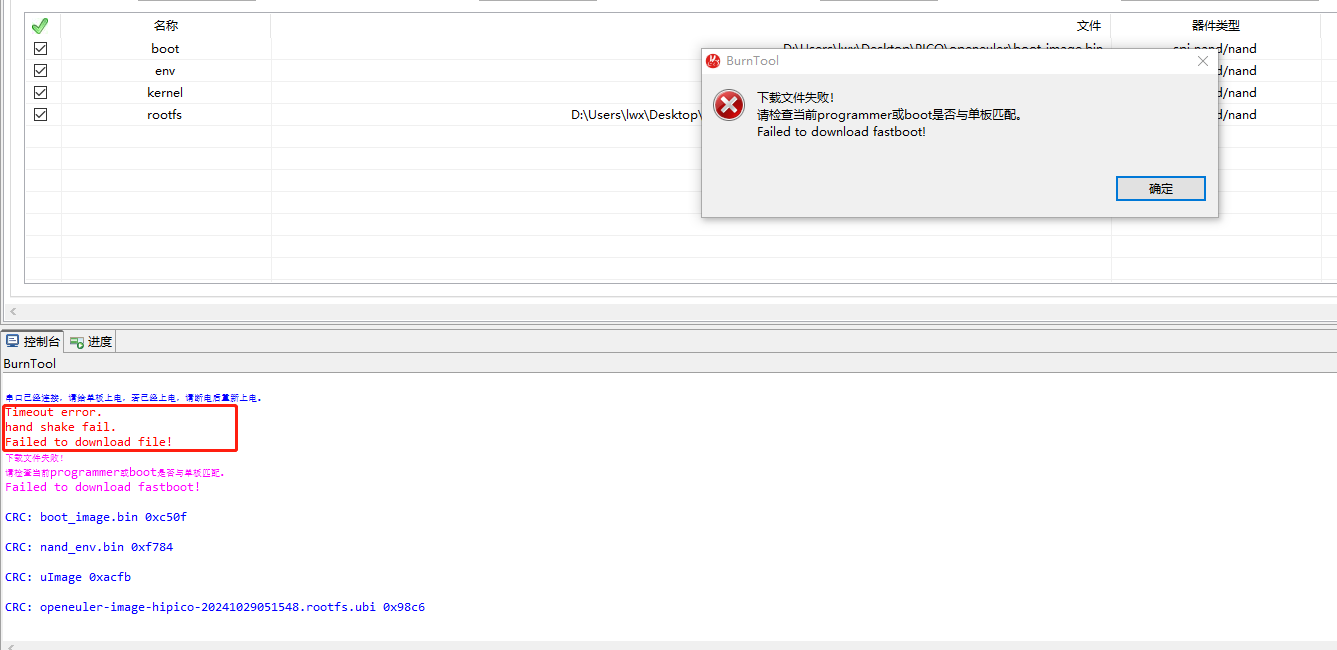 名称 文件 器件类型
boot D:\Users\lwx\Desktop\PICO\openeuler\boot_image.bin spi nand/nand
env d/nand
kernel d/nand
rootfs D:\Users\lwx\Desktop\ d/nand
BurnTool
下载文件失败!
请检查当前programmer或boot是否与单板匹配。
Failed to download fastboot!
确定
控制台 进度
BurnTool
串口已经连接，请给单板上电，若已经上电，请断电后重新上电。
Timeout error.
hand shake fail.
Failed to download file!
下载文件失败!
请检查当前programmer或boot是否与单板匹配.
Failed to download fastboot!
CRC: boot_image.bin 0xc50f
CRC: nand_env.bin 0xf784
CRC: uImage 0xacfb
CRC: openeuler-image-hipico-20241029051548.rootfs.ubi 0x98c6